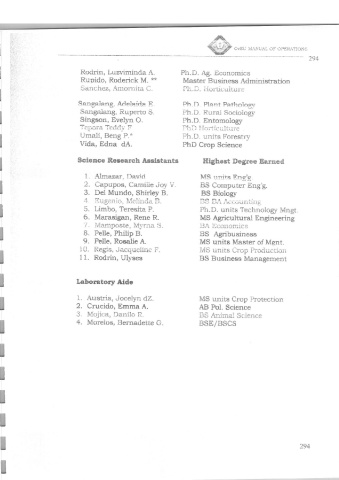 CvSU MANUAL OF OPERATIONS
294
Rodrin, Luzviminda A. Ph.D. Ag. Economics
Rupido, Roderick M. ** Master Business Administration
Sanchez, Amornita C. Ph.D. Horticulture
Sangalang, Adelaida E. Ph.D. Plant Pathology
Sangalang, Ruperto S. Ph.D. Rural Sociology
Singson, Evelyn O. Ph.D. Entomology
Tepora Teddy F. PhD Horticulture
Umali, Beng P.* Ph.D. units Forestry
Vida, Edna dA. PhD Crop Science
Science Research Assistants Highest Degree Earned
1. Almazar, David MS units Eng'g
2. Capupos, Camille Joy V. BS Computer Eng'g.
3. Del Mundo, Shirley B. BS Biology
4. Eugenio, Melinda B. BS BA Accounting
5. Limbo, Teresita P. Ph.D. units Technology Mngt.
6. Marasigan, Rene R. MS Agricultural Engineering
7. Mamposte, Myrna S. BA Economics
8. Pelle, Philip B. BS Agribusiness
9. Pelle, Rosalie A. MS units Master of Mgnt.
10. Regis, Jacqueline F. MS units Crop Production
11. Rodrin, Ulyses BS Business Management
Laboratory Aids
1. Austria, Jocelyn dZ. MS units Crop Protection
2. Crucido, Emma A. AB Pol. Science
3. Mojica, Danilo R. BS Animal Science
4. Murelos, Bernadette G. BSE/BSCS
294